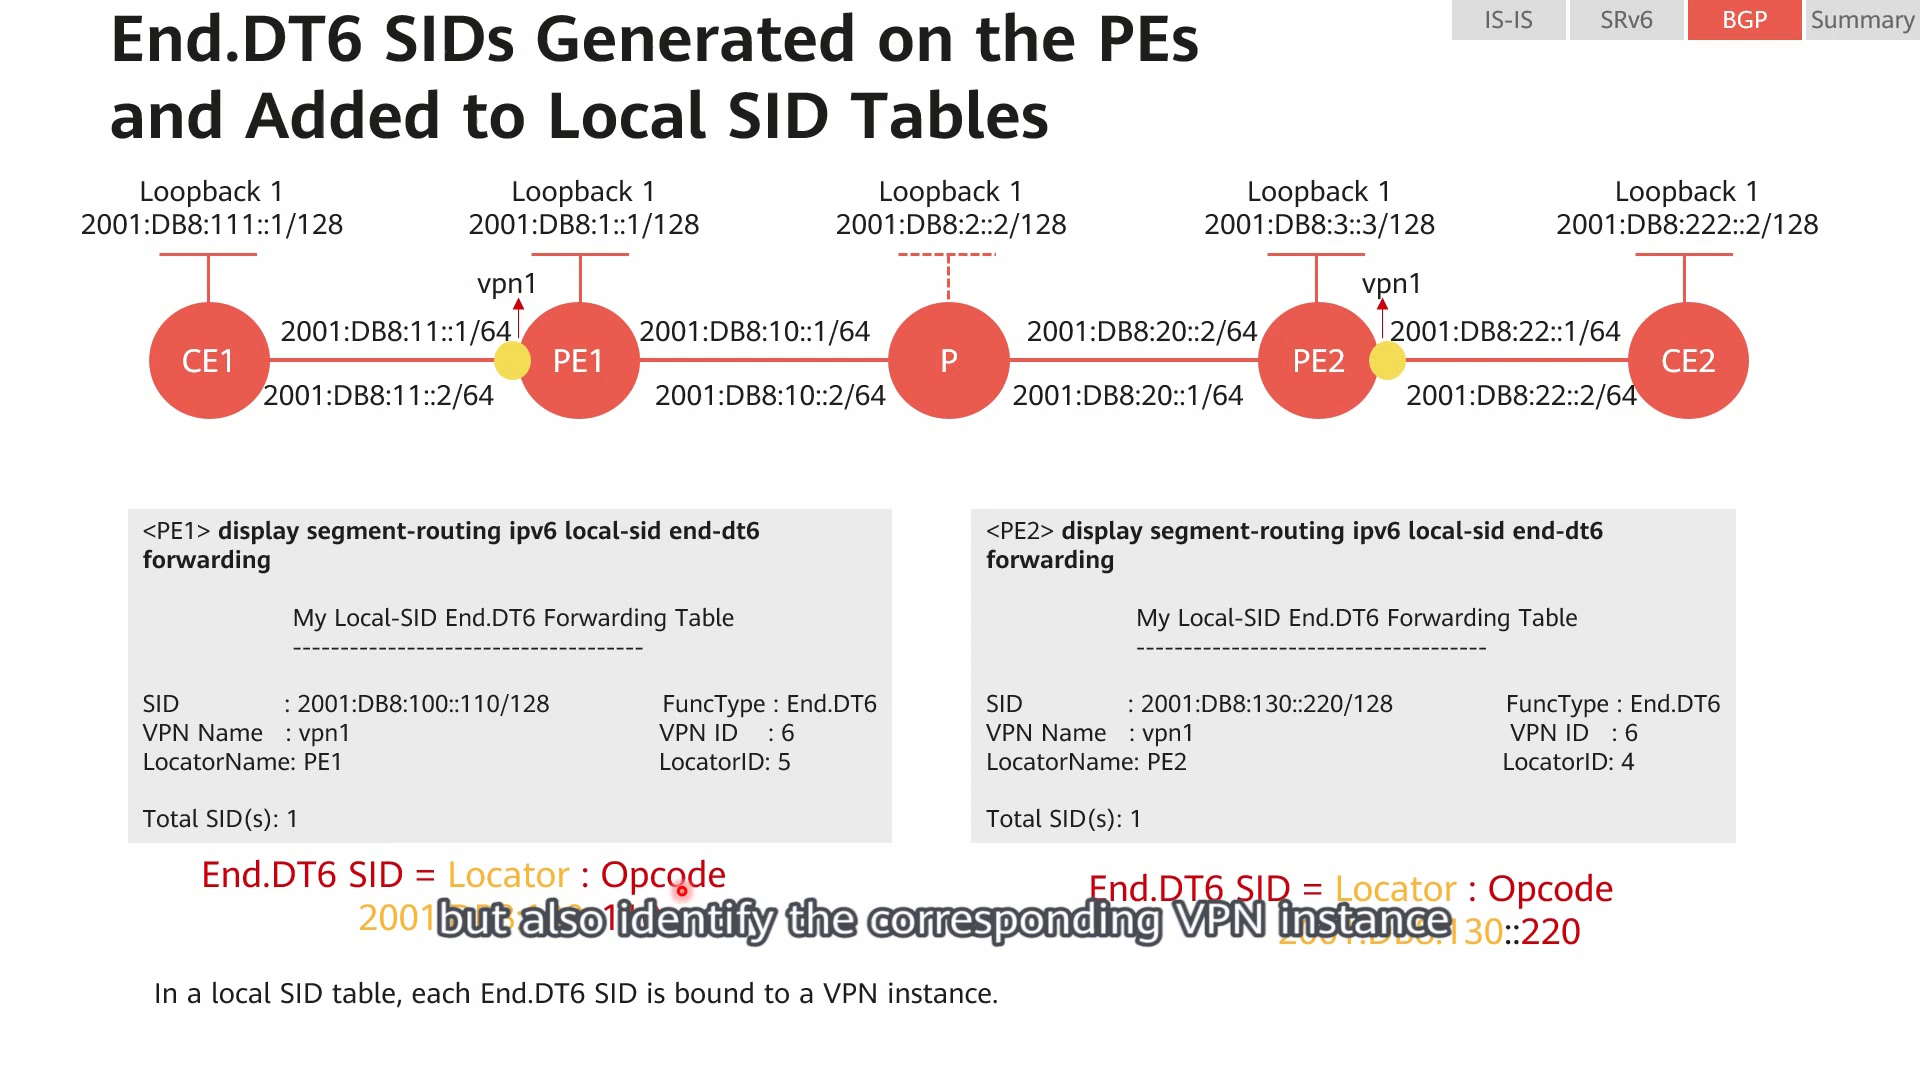 IS-IS SRv6 BGP Summary
End.DT6 SIDs Generated on the PEs
and Added to Local SID Tables
Loopback 1 Loopback 1 Loopback 1 Loopback 1 Loopback 1
2001:DB8:111::1/128 2001:DB8:1::1/128 2001:DB8:2::2/128 2001:DB8:3::3/128 2001:DB8:222::2/128
vpn1 vpn1
2001:DB8:11::1/64 2001:DB8:10::1/64 2001:DB8:20::2/64 2001:DB8:22::1/64
CE1 PE1 P PE2 CE2
2001:DB8:11::2/64 2001:DB8:10::2/64 2001:DB8:20::1/64 2001:DB8:22::2/64
<PE1> display segment-routing ipv6 local-sid end-dt6
forwarding
My Local-SID End.DT6 Forwarding Table
-------------------------------------
SID : 2001:DB8:100::110/128 FuncType : End.DT6
VPN Name : vpn1 VPN ID : 6
LocatorName: PE1 LocatorID: 5
Total SID(s): 1
<PE2> display segment-routing ipv6 local-sid end-dt6
forwarding
My Local-SID End.DT6 Forwarding Table
-------------------------------------
SID : 2001:DB8:130::220/128 FuncType : End.DT6
VPN Name : vpn1 VPN ID : 6
LocatorName: PE2 LocatorID: 4
Total SID(s): 1
End.DT6 SID = Locator : Opcode
End.DT6 SID = Locator : Opcode
2001:DB8:130::220
but also identify the corresponding VPN instance
In a local SID table, each End.DT6 SID is bound to a VPN instance.